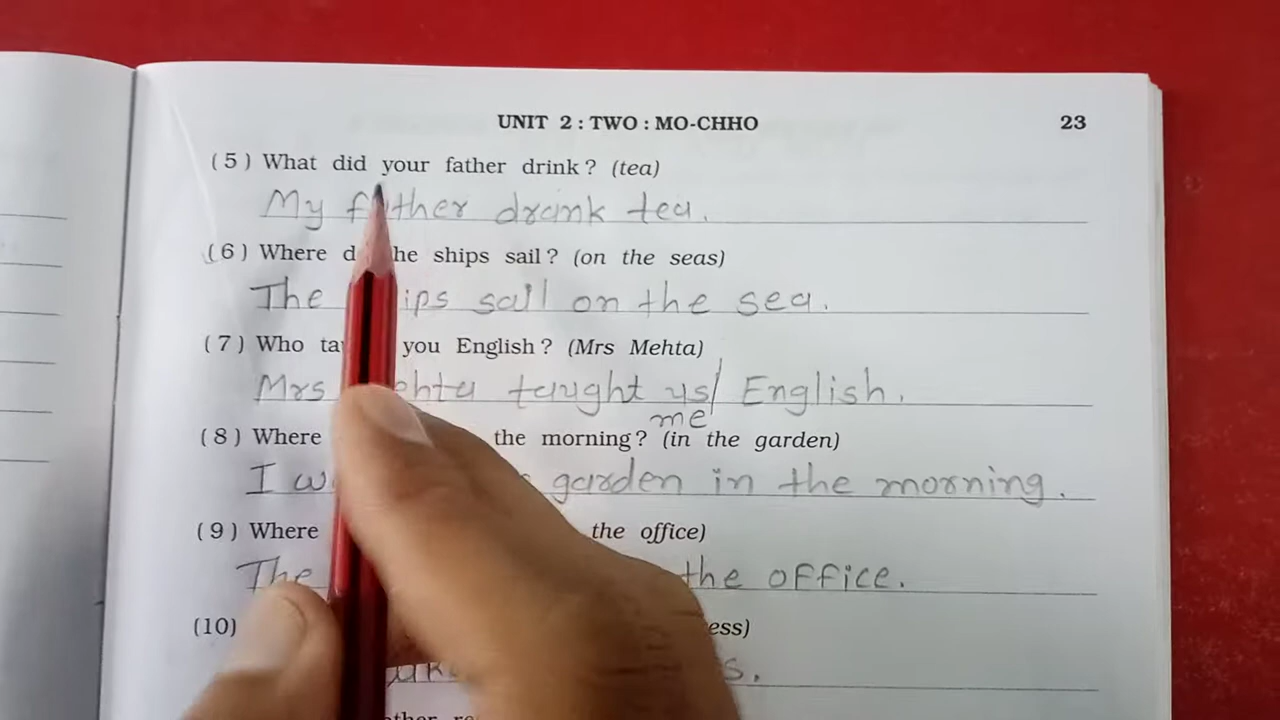 UNIT 2 : TWO : MO-CHHO 23
(5) What did your father drink? (tea)
My father drank tea.
(6) Where he ships sail? (on the seas)
The ips sail on the sea.
(7) Who you English? (Mrs Mehta)
Mrs ehta taught us/ English.
me
(8) Where the morning? (in the garden)
I garden in the morning.
(9) Where the office)
The the office.
(10) ess)